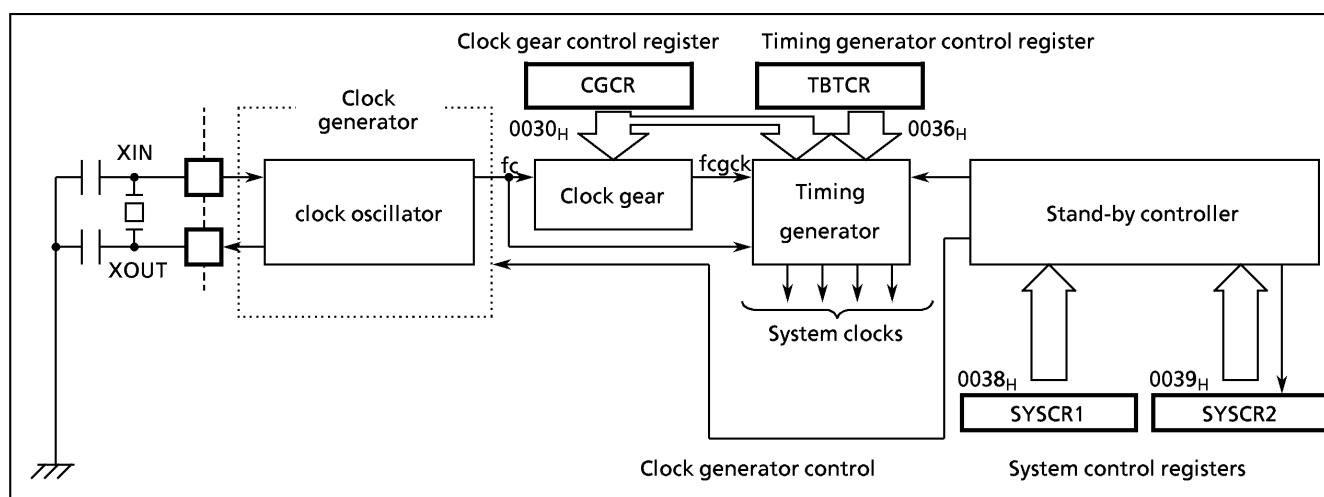 Clock gear control register
Timing generator control register
CGCR
TBTCR
Clock
generator
0030H
0036H
XIN
fc
fcgck
clock oscillator
Clock gear
Timing
generator
Stand-by controller
XOUT
System clocks
0038H
0039H
SYSCR1
SYSCR2
Clock generator control
System control registers